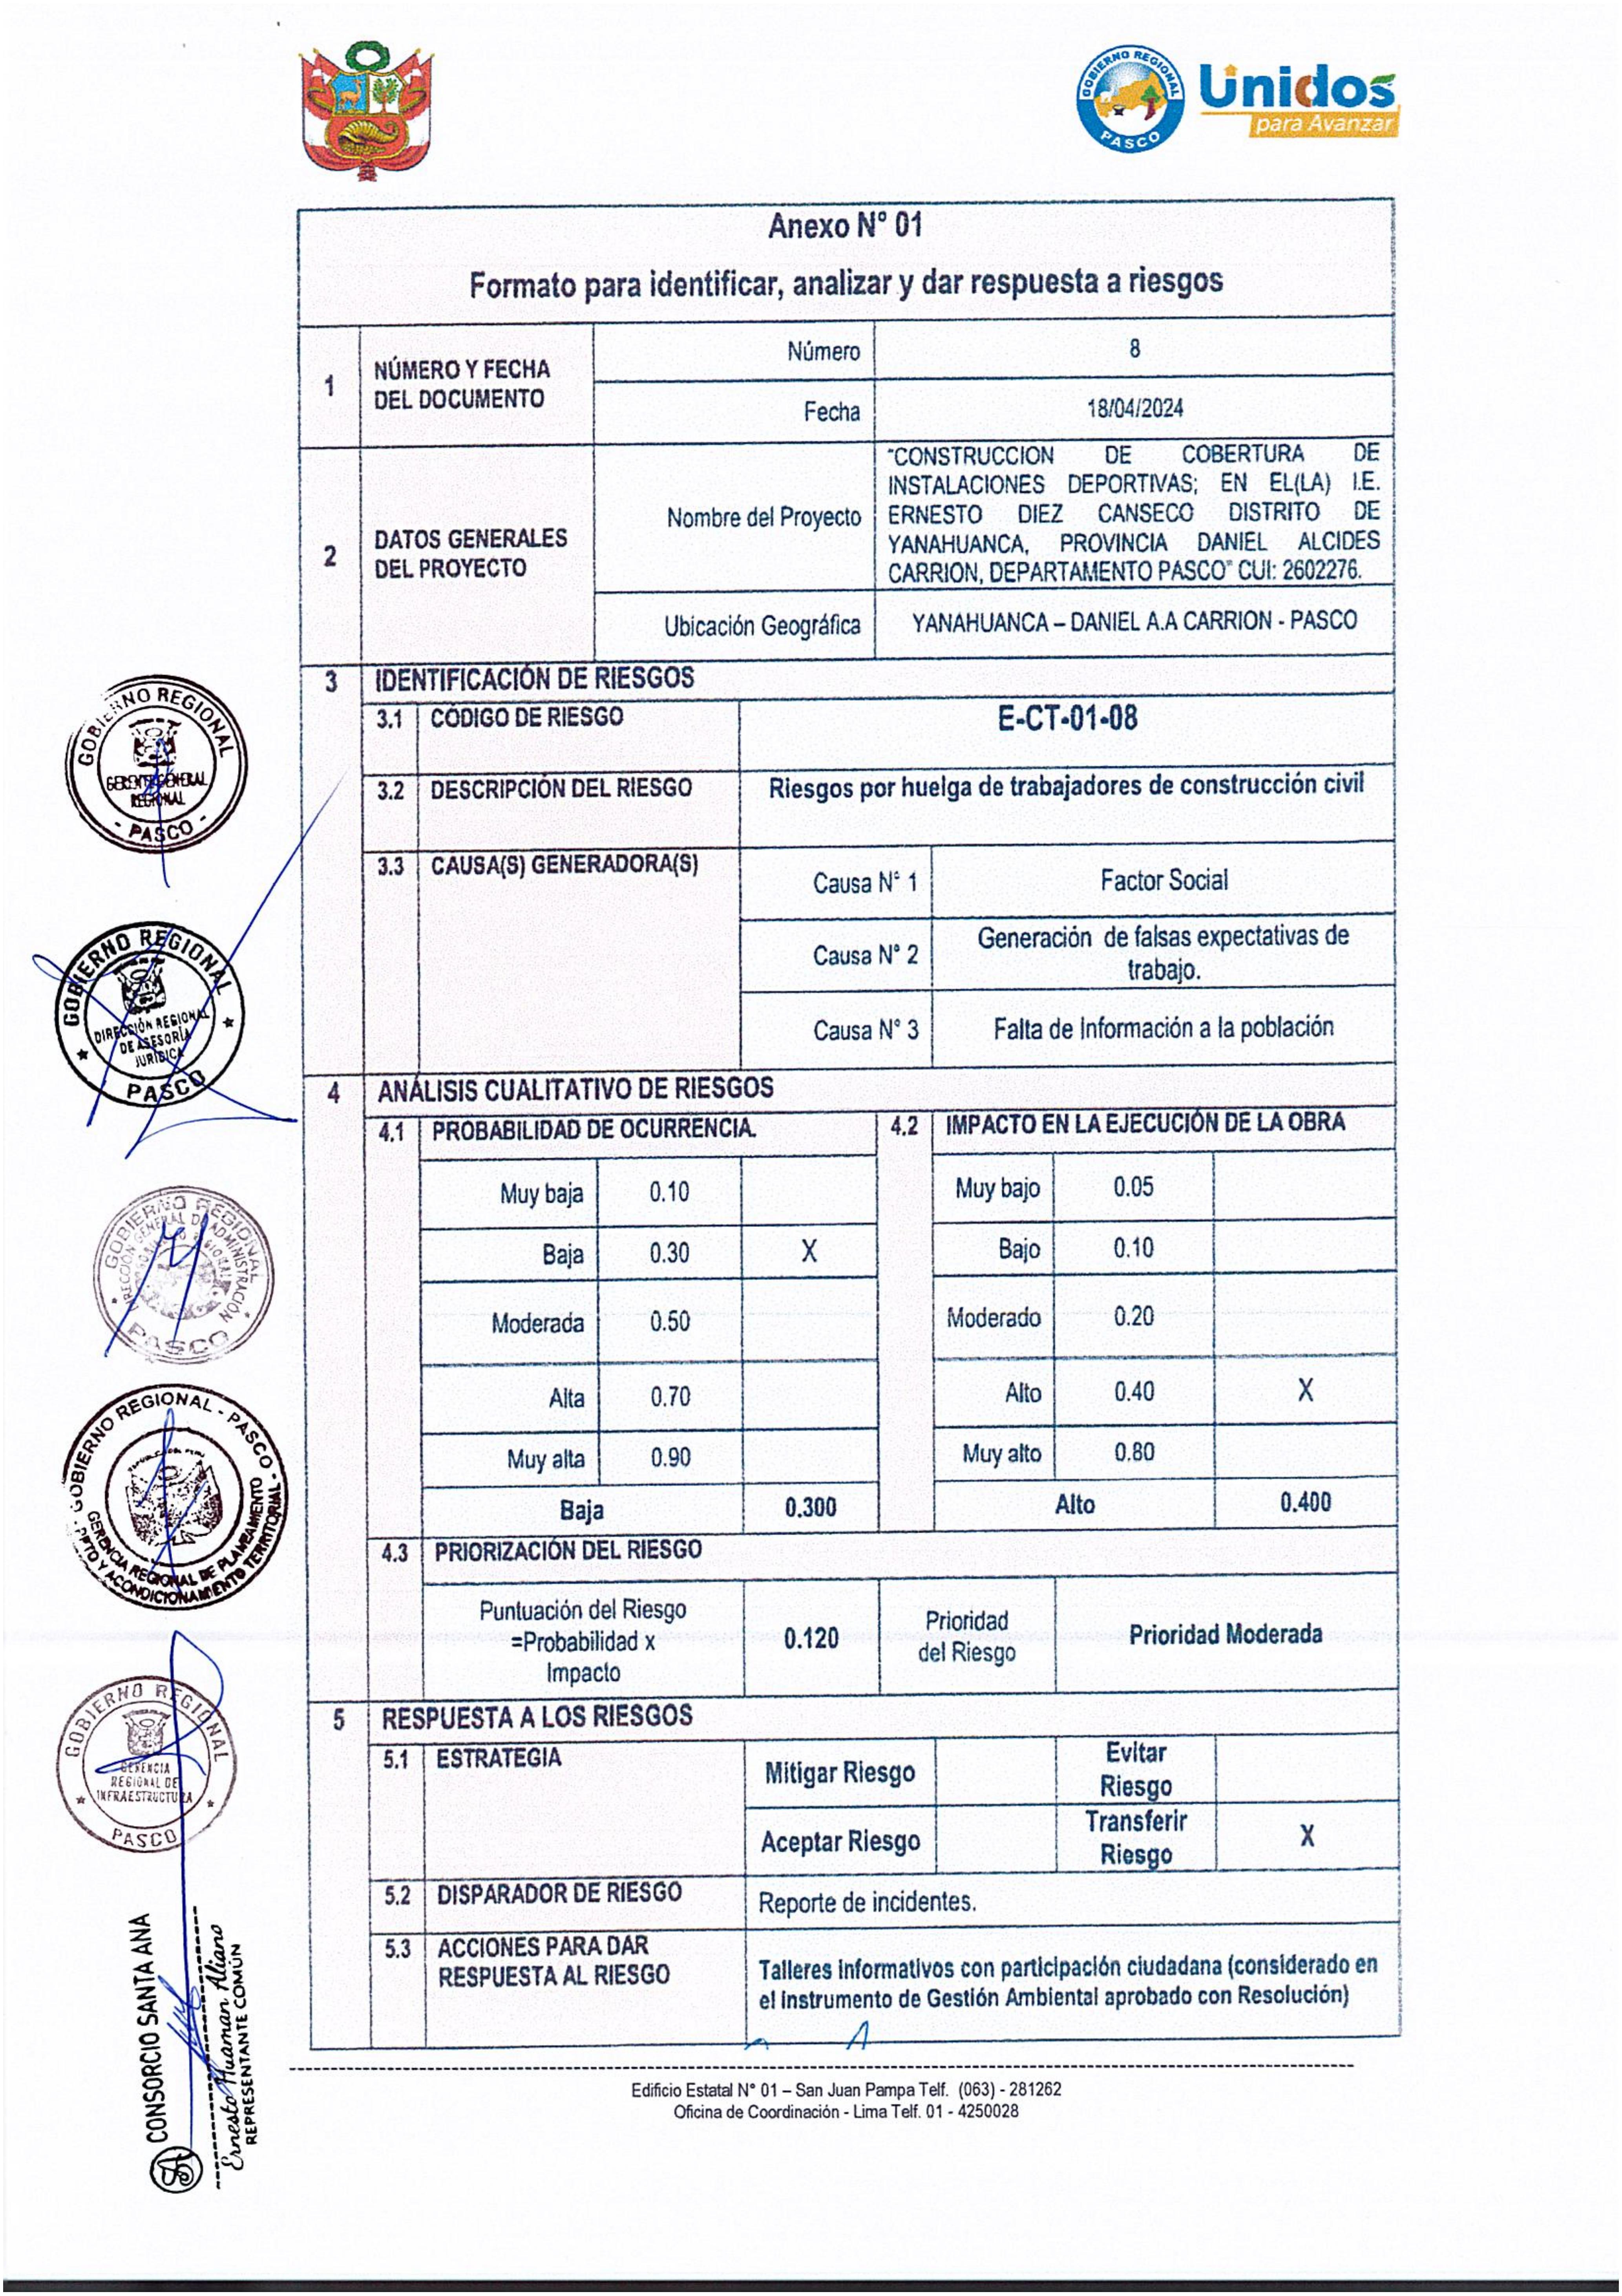 GOBIERNO REGIONAL
PASCO
Unidos
para Avanzar
Anexo N° 01
Formato para identificar, analizar y dar respuesta a riesgos
1
NÚMERO Y FECHA
DEL DOCUMENTO
Número
8
Fecha
18/04/2024
2
DATOS GENERALES
DEL PROYECTO
Nombre del Proyecto
"CONSTRUCCION DE COBERTURA DE
INSTALACIONES DEPORTIVAS; EN EL(LA) I.E.
ERNESTO DIEZ CANSECO DISTRITO DE
YANAHUANCA, PROVINCIA DANIEL ALCIDES
CARRION, DEPARTAMENTO PASCO" CUI: 2602276.
Ubicación Geográfica
YANAHUANCA – DANIEL A.A CARRION - PASCO
3 IDENTIFICACIÓN DE RIESGOS
3.1 CÓDIGO DE RIESGO
E-CT-01-08
3.2 DESCRIPCIÓN DEL RIESGO
Riesgos por huelga de trabajadores de construcción civil
3.3 CAUSA(S) GENERADORA(S)
Causa N° 1
Factor Social
Causa N° 2
Generación de falsas expectativas de
trabajo.
Causa N° 3
Falta de Información a la población
4 ANÁLISIS CUALITATIVO DE RIESGOS
4.1 PROBABILIDAD DE OCURRENCIA
4.2 IMPACTO EN LA EJECUCIÓN DE LA OBRA
Muy baja 0.10
Muy bajo 0.05
Baja 0.30 X
Bajo 0.10
Moderada 0.50
Moderado 0.20
Alta 0.70
Alto 0.40 X
Muy alta 0.90
Muy alto 0.80
Baja 0.300
Alto 0.400
4.3 PRIORIZACIÓN DEL RIESGO
Puntuación del Riesgo
=Probabilidad x
Impacto
0.120
Prioridad
del Riesgo
Prioridad Moderada
5 RESPUESTA A LOS RIESGOS
5.1 ESTRATEGIA
Mitigar Riesgo
Evitar
Riesgo
Aceptar Riesgo
Transferir
Riesgo
X
5.2 DISPARADOR DE RIESGO
Reporte de incidentes.
5.3 ACCIONES PARA DAR
RESPUESTA AL RIESGO
Talleres informativos con participación ciudadana (considerado en
el Instrumento de Gestión Ambiental aprobado con Resolución)
Edificio Estatal N° 01 – San Juan Pampa Telf. (063) - 281262
Oficina de Coordinación - Lima Telf. 01 - 4250028
GOBIERNO REGIONAL
GERENTE GENERAL
REGIONAL
- PASCO -
GOBIERNO REGIONAL
DIRECCIÓN REGIONAL
DE ASESORÍA
JURÍDICA
PASCO
GOBIERNO REGIONAL
DIRECCIÓN GENERAL DE ADMINISTRACIÓN
PASCO
GOBIERNO REGIONAL - PASCO -
GERENCIA REGIONAL DE PLANEAMIENTO
PPTO Y ACONDICIONAMIENTO TERRITORIAL
GOBIERNO REGIONAL
GERENCIA
REGIONAL DE
INFRAESTRUCTURA
PASCO
CONSORCIO SANTA ANA
Ernesto Huaman Aliano
REPRESENTANTE COMÚN